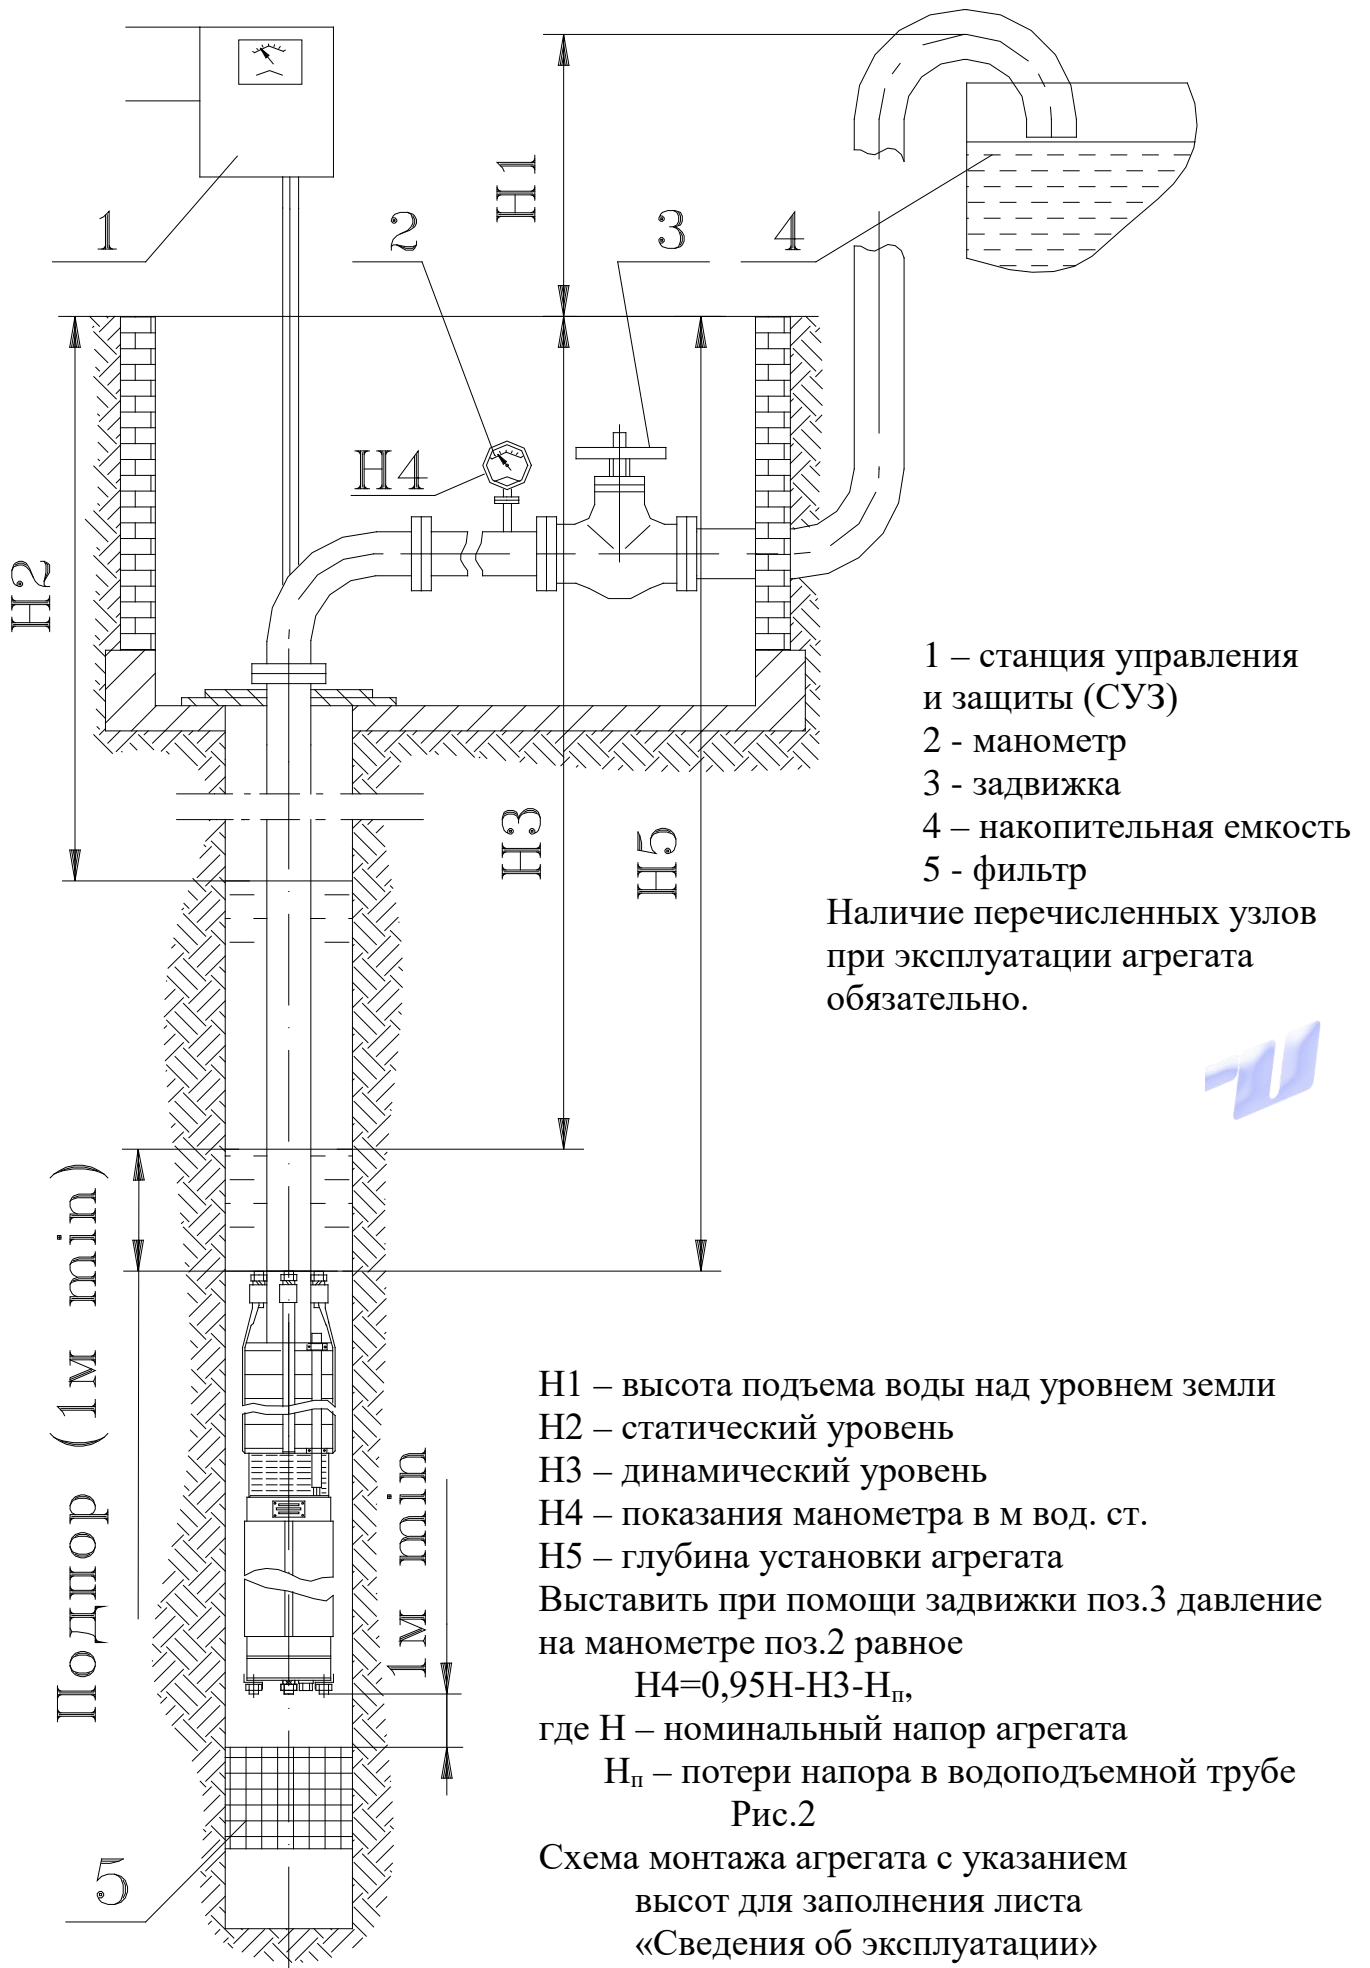 Н1
1
2
3
4
Н4
Н2
1 – станция управления
и защиты (СУЗ)
2 - манометр
3 - задвижка
4 – накопительная емкость
5 - фильтр
Наличие перечисленных узлов
при эксплуатации агрегата
обязательно.
Н3
Н5
Подпор (1м min)
1м min
5
Н1 – высота подъема воды над уровнем земли
Н2 – статический уровень
Н3 – динамический уровень
Н4 – показания манометра в м вод. ст.
Н5 – глубина установки агрегата
Выставить при помощи задвижки поз.3 давление
на манометре поз.2 равное
Н4=0,95Н-Н3-Нп,
где Н – номинальный напор агрегата
Нп – потери напора в водоподъемной трубе
Рис.2
Схема монтажа агрегата с указанием
высот для заполнения листа
«Сведения об эксплуатации»